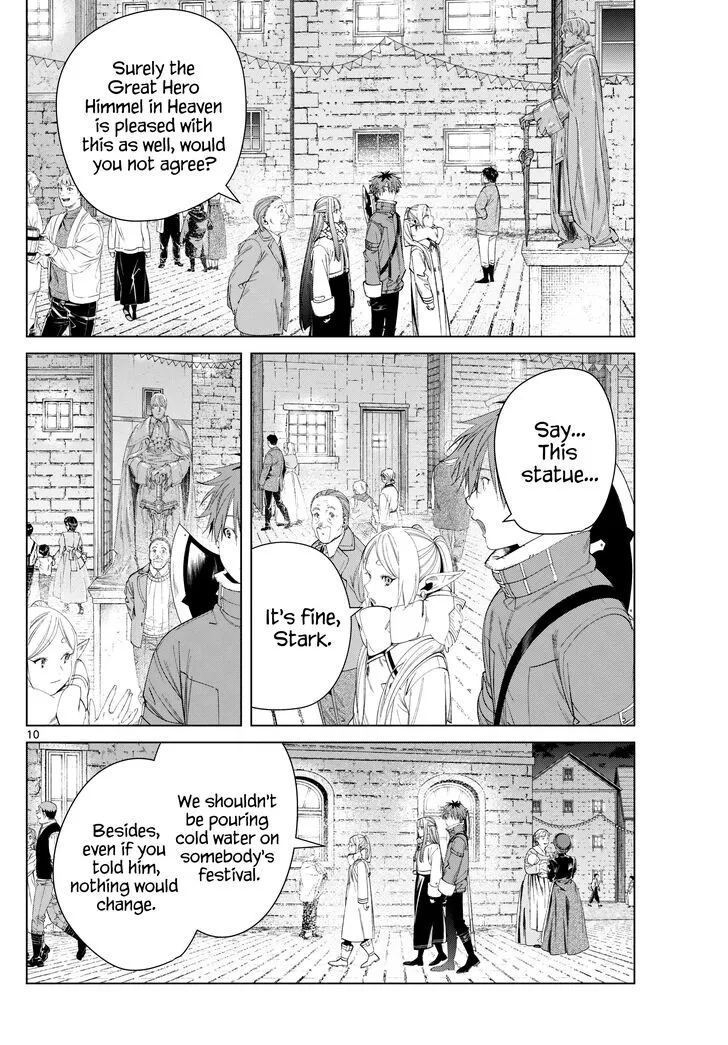 Surely the
Great Hero
Himmel in Heaven
is pleased with
this as well, would
you not agree?
Say...
This
statue...
It's fine,
Stark.
10
We shouldn't
be pouring
cold water on
somebody's
festival.
Besides,
even if you
told him,
nothing would
change.